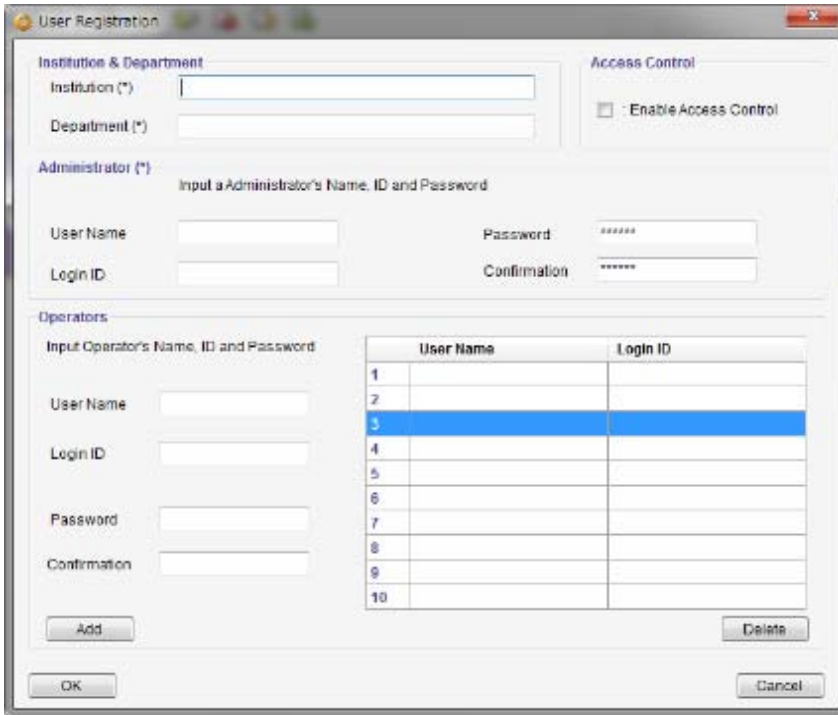 User Registration
Institution & Department
Access Control
Institution (*)
: Enable Access Control
Department (*)
Administrator (*)
Input a Administrator's Name, ID and Password
User Name
Password
******
Login ID
Confirmation
******
Operators
Input Operator's Name, ID and Password
User Name
Login ID
1
2
3
4
5
6
7
8
9
10
User Name
Login ID
Password
Confirmation
Add
Delete
OK
Cancel